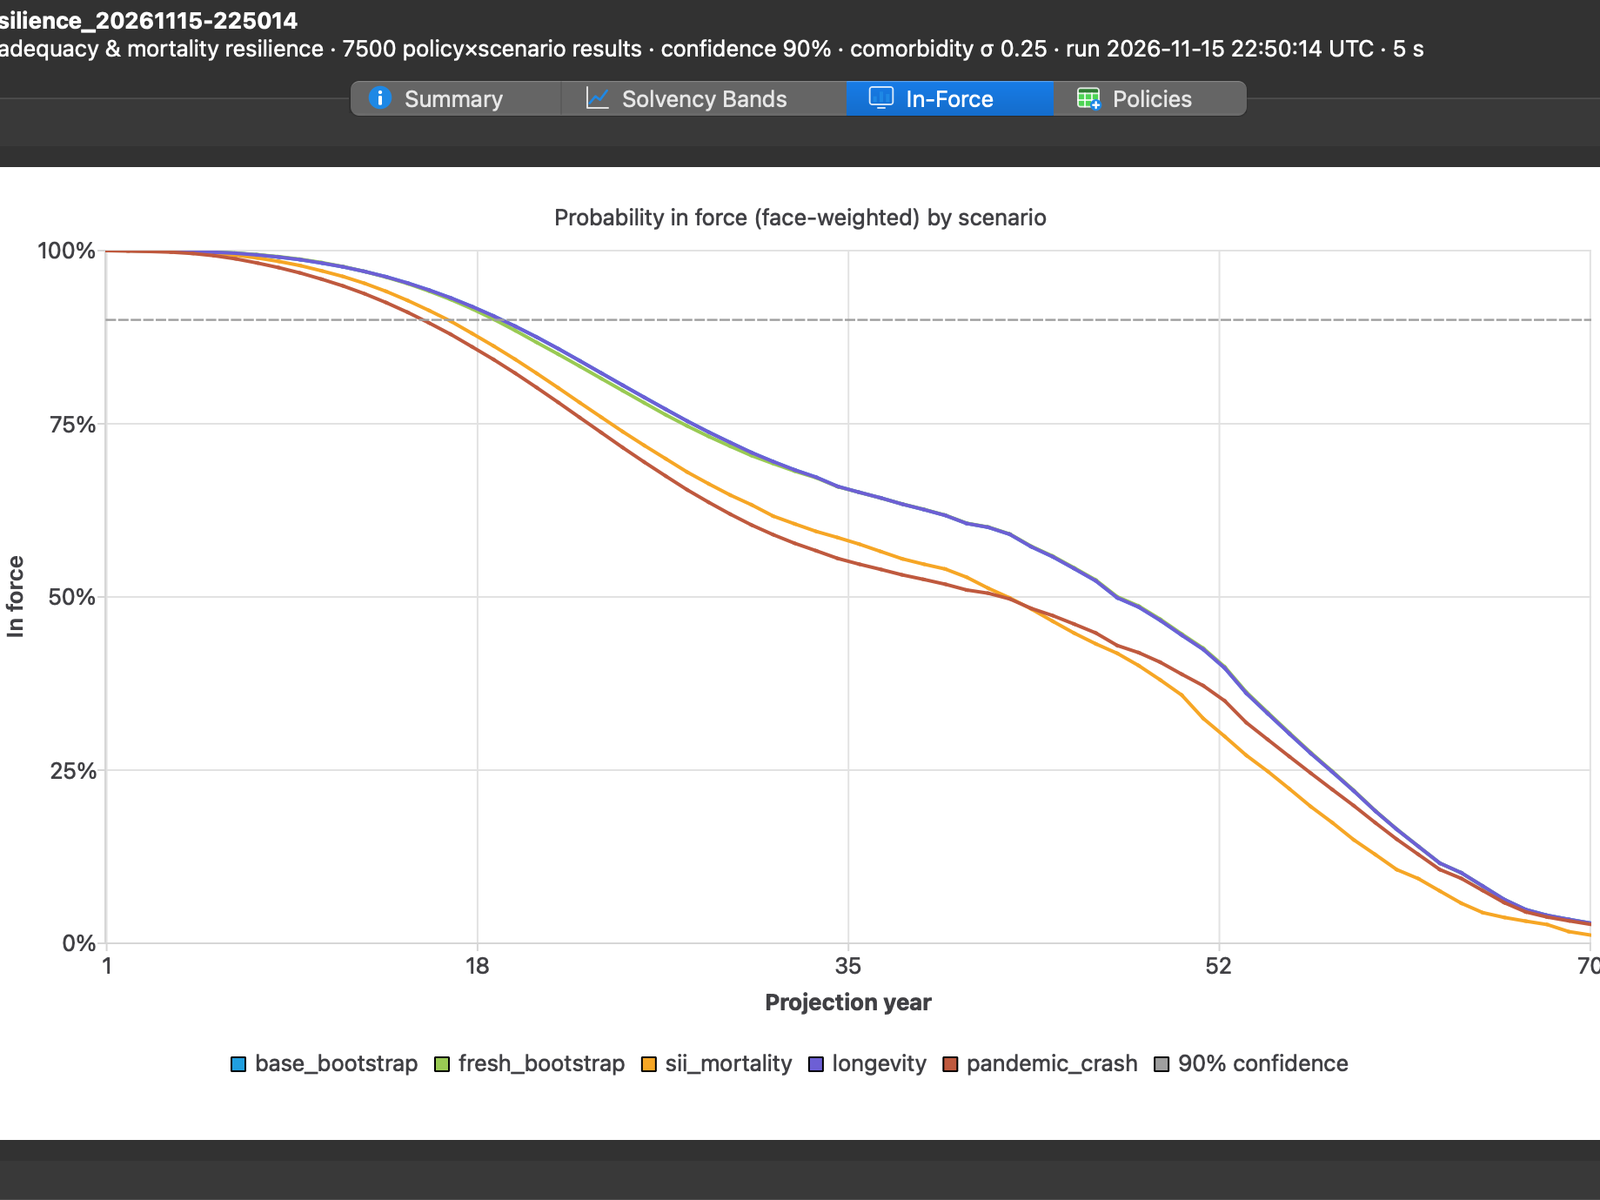 silience_20261115-225014
adequacy & mortality resilience · 7500 policy×scenario results · confidence 90% · comorbidity σ 0.25 · run 2026-11-15 22:50:14 UTC · 5 s
Summary
Solvency Bands
In-Force
Policies
Probability in force (face-weighted) by scenario
100%
75%
50%
25%
0%
In force
1
18
35
52
70
Projection year
base_bootstrap
fresh_bootstrap
sii_mortality
longevity
pandemic_crash
90% confidence